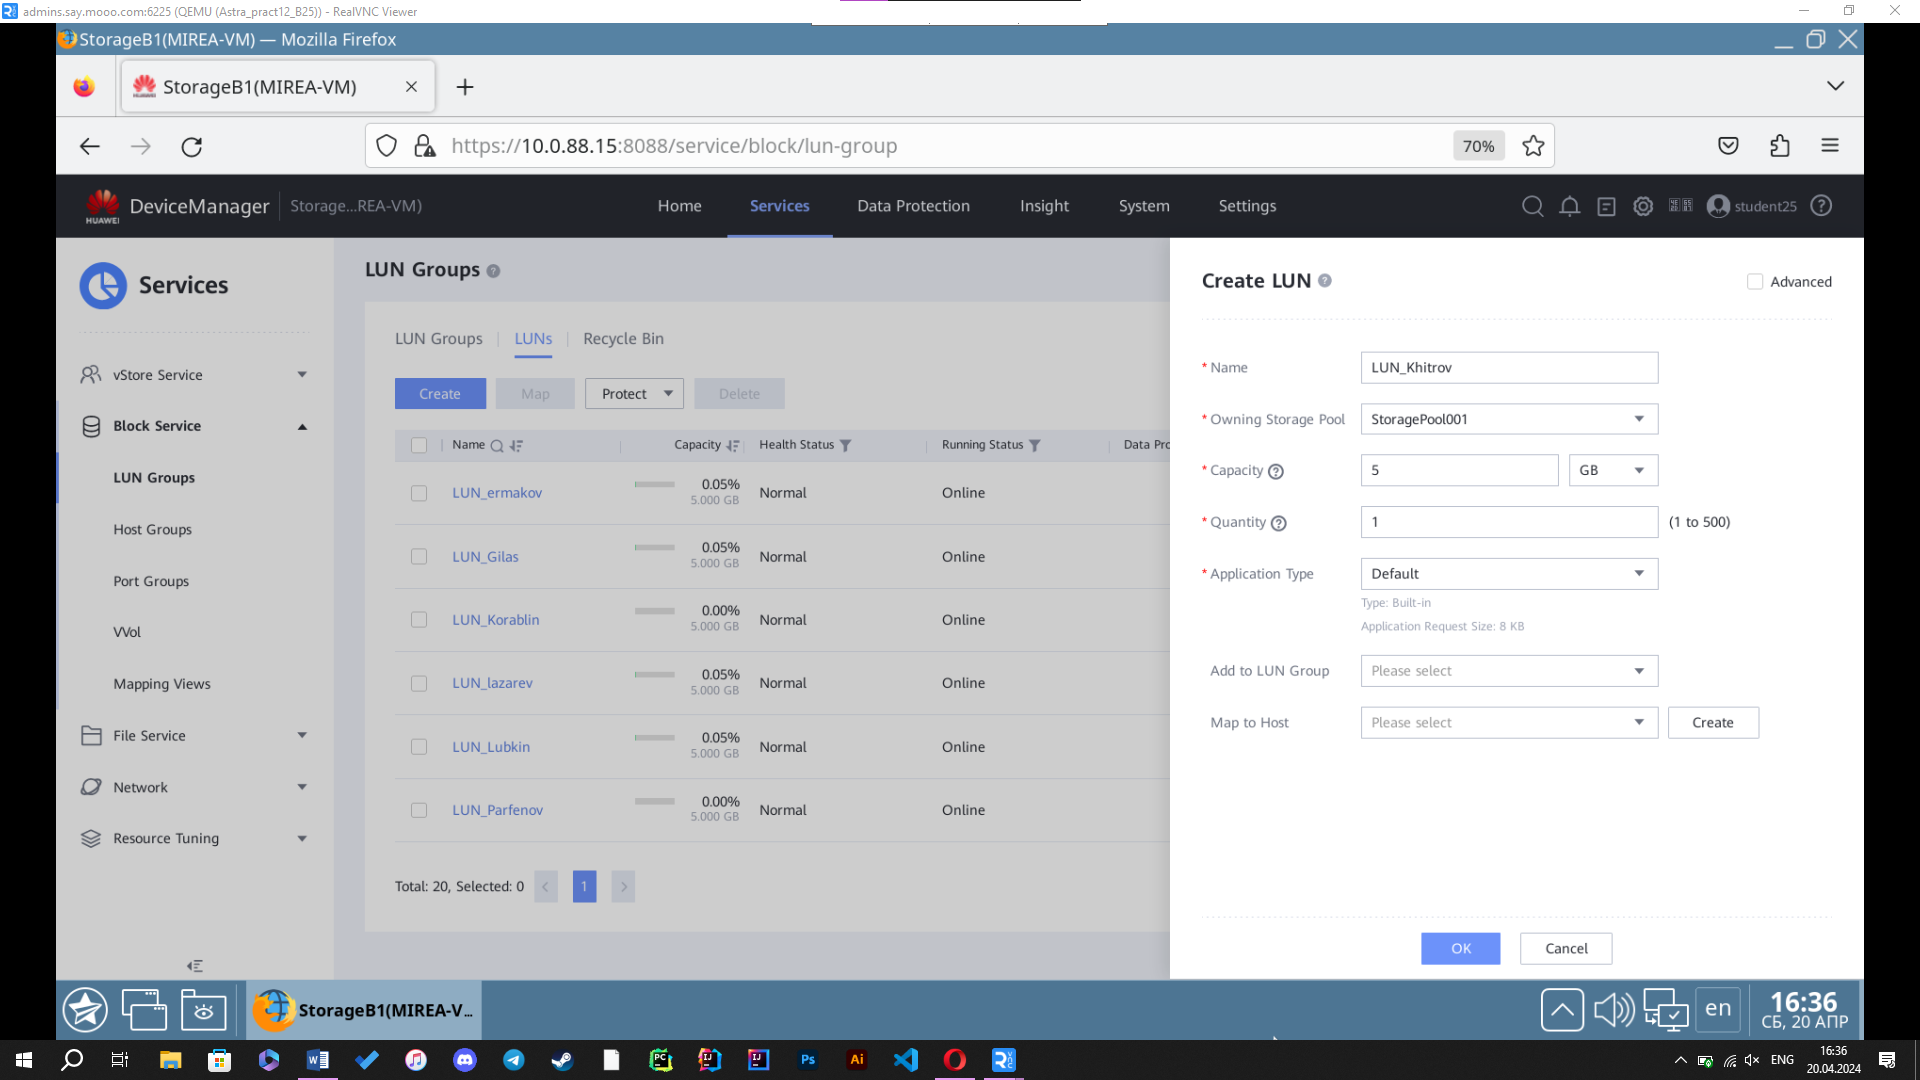 admins.say.mooo.com:6225 (QEMU (Astra_pract12_B25)) - RealVNC Viewer
StorageB1(MIREA-VM) — Mozilla Firefox
StorageB1(MIREA-VM)
https://10.0.88.15:8088/service/block/lun-group
70%
HUAWEI
DeviceManager
Storage...REA-VM)
Home
Services
Data Protection
Insight
System
Settings
student25
Services
vStore Service
Block Service
LUN Groups
Host Groups
Port Groups
VVol
Mapping Views
File Service
Network
Resource Tuning
LUN Groups
LUN Groups
LUNs
Recycle Bin
Create
Map
Protect
Delete
Name
Capacity
Health Status
Running Status
Data Pro
LUN_ermakov 0.05% 5.000 GB Normal Online
LUN_Gilas 0.05% 5.000 GB Normal Online
LUN_Korablin 0.00% 5.000 GB Normal Online
LUN_lazarev 0.05% 5.000 GB Normal Online
LUN_Lubkin 0.05% 5.000 GB Normal Online
LUN_Parfenov 0.00% 5.000 GB Normal Online
Total: 20, Selected: 0
1
Create LUN
Advanced
* Name LUN_Khitrov
* Owning Storage Pool StoragePool001
* Capacity 5 GB
* Quantity 1 (1 to 500)
* Application Type Default
Type: Built-in
Application Request Size: 8 KB
Add to LUN Group Please select
Map to Host Please select Create
OK
Cancel
StorageB1(MIREA-V...
en
16:36
СБ, 20 АПР
ENG
16:36
20.04.2024